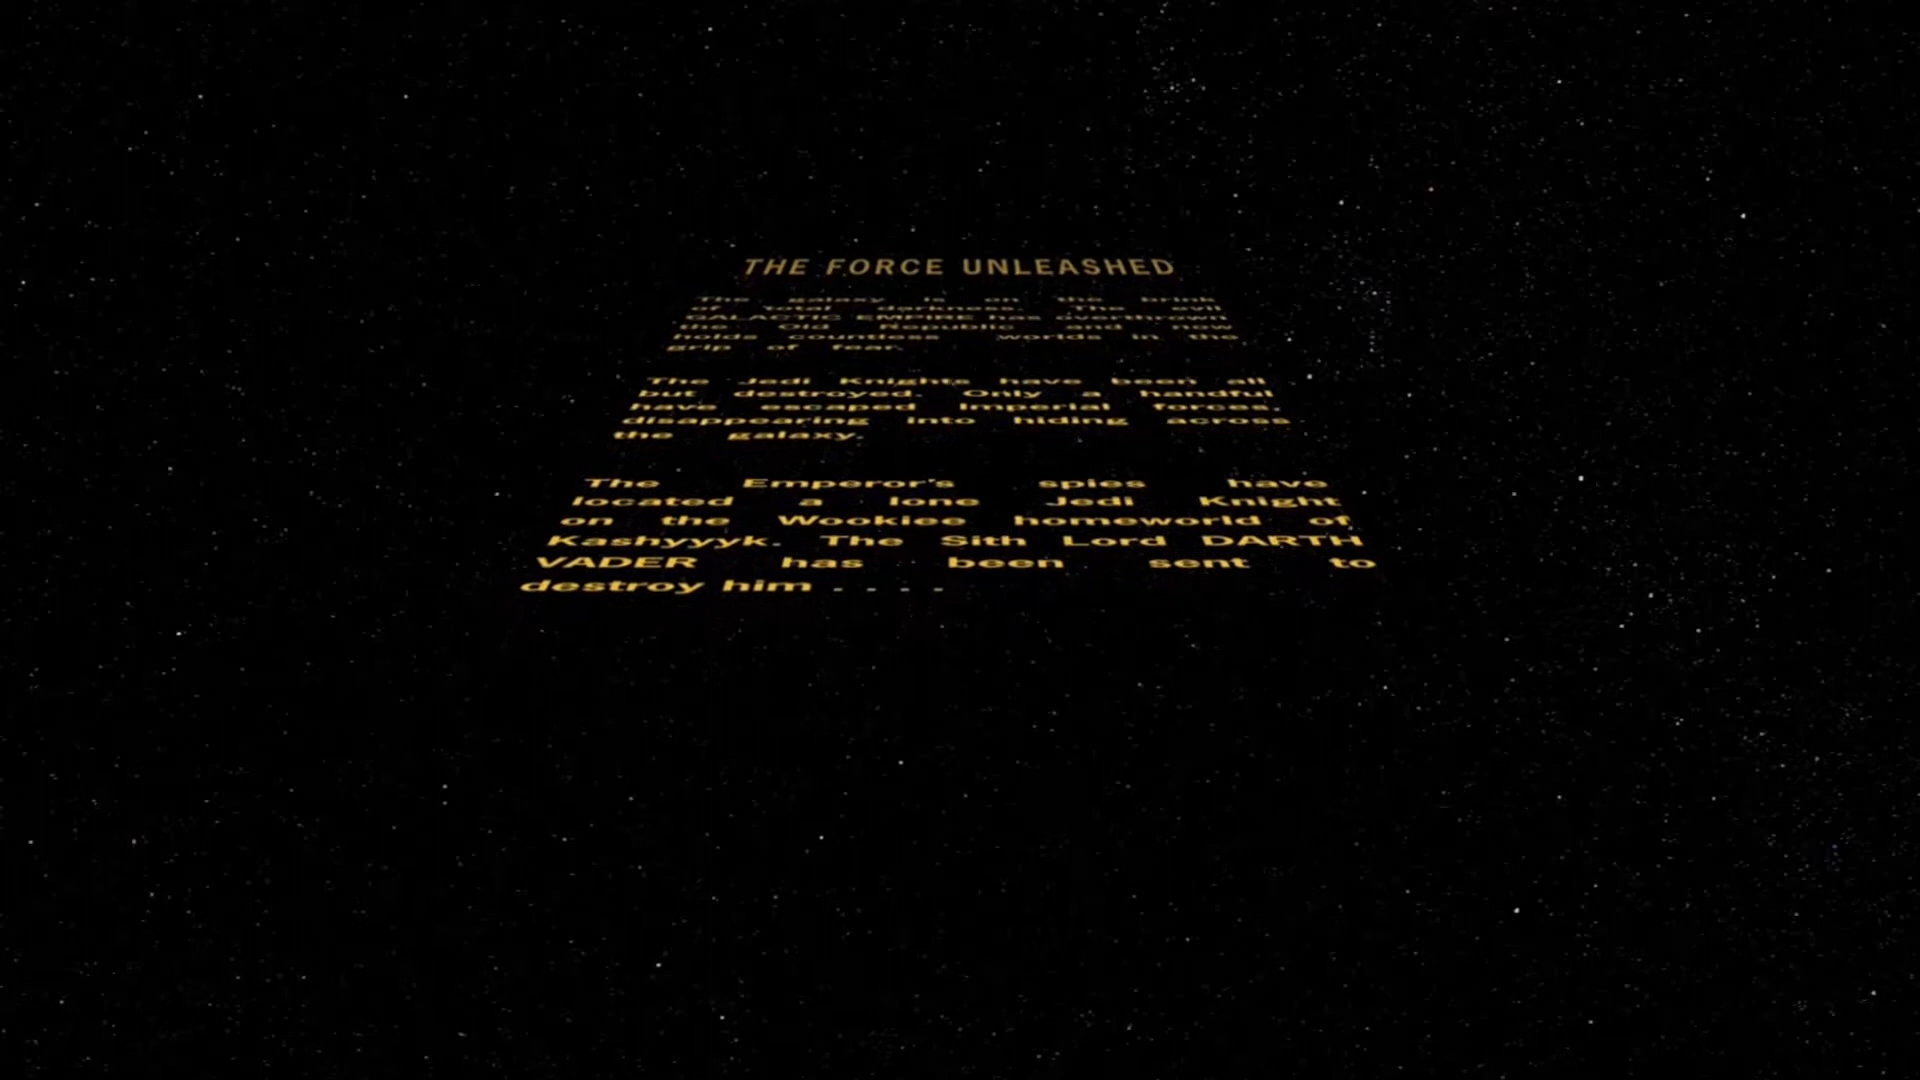 THE FORCE UNLEASHED
The galaxy is on the brink
of total darkness. The evil
GALACTIC EMPIRE has overthrown
the Old Republic and now
holds countless worlds in the
grip of fear.
The Jedi Knights have been all
but destroyed. Only a handful
have escaped Imperial forces,
disappearing into hiding across
the galaxy.
The Emperor's spies have
located a lone Jedi Knight
on the Wookiee homeworld of
Kashyyyk. The Sith Lord DARTH
VADER has been sent to
destroy him . . . .